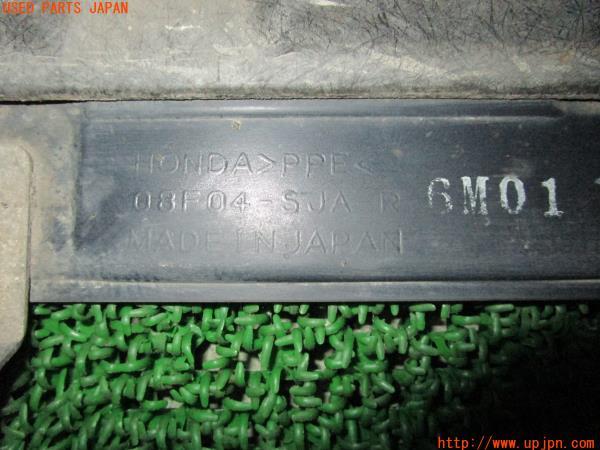 USED PARTS JAPAN
HONDA>PPE<
08F04-SJA R 6M01
MADE IN JAPAN
http://www.upjpn.com/